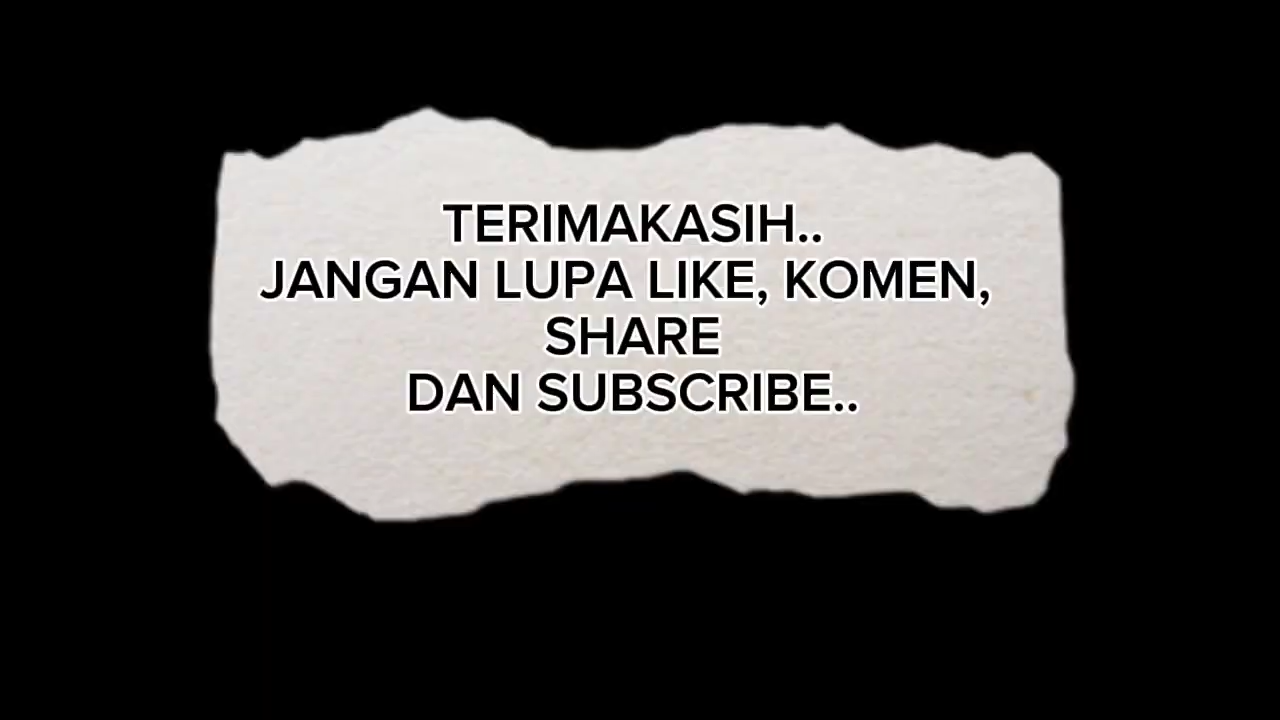 TERIMAKASIH..
JANGAN LUPA LIKE, KOMEN,
SHARE
DAN SUBSCRIBE..